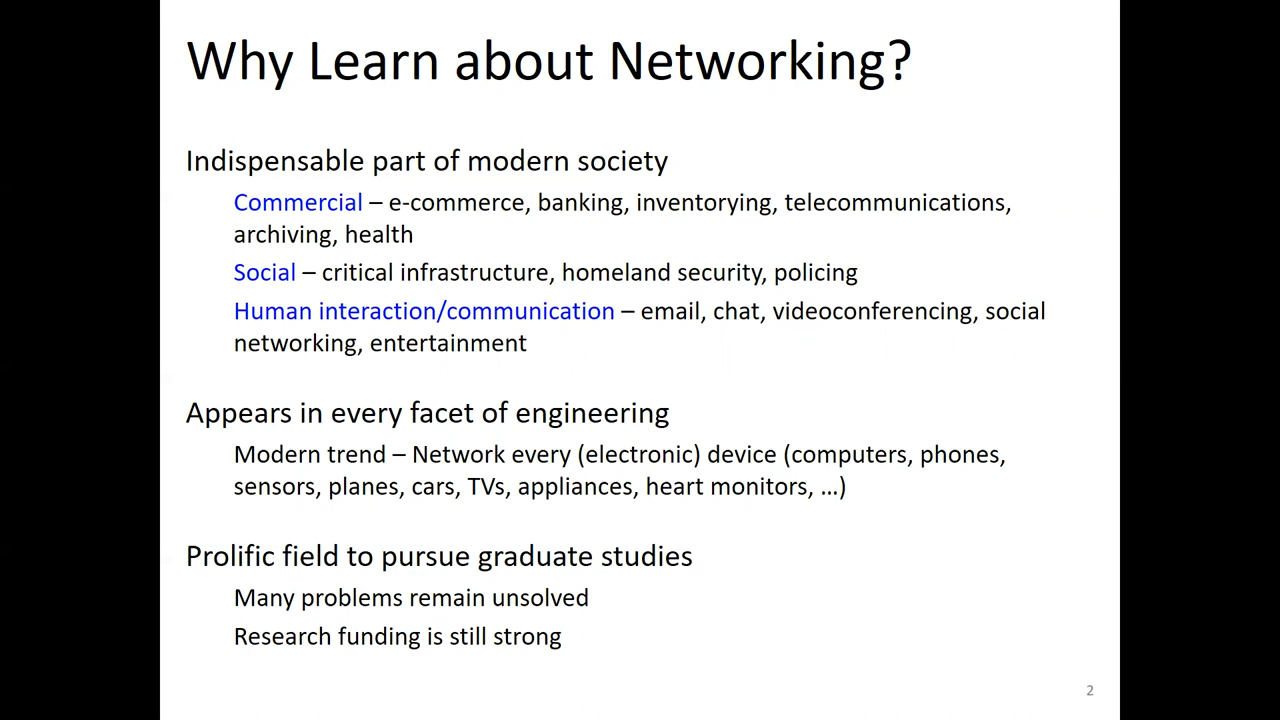 Why Learn about Networking?
Indispensable part of modern society
Commercial – e-commerce, banking, inventorying, telecommunications,
archiving, health
Social – critical infrastructure, homeland security, policing
Human interaction/communication – email, chat, videoconferencing, social
networking, entertainment
Appears in every facet of engineering
Modern trend – Network every (electronic) device (computers, phones,
sensors, planes, cars, TVs, appliances, heart monitors, …)
Prolific field to pursue graduate studies
Many problems remain unsolved
Research funding is still strong
2